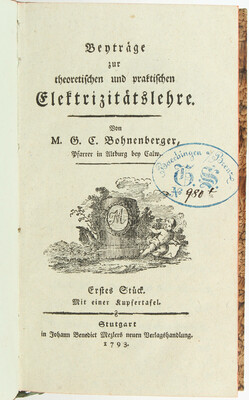 Beyträge
zur
theoretischen und praktischen
Elektrizitätslehre.
Von
M. G. C. Bohnenberger,
Pfarrer in Altburg bey Calw.
M
Erstes Stück.
Mit einer Kupfertafel.
Stuttgart
in Johann Benedict Mezlers neuen Verlagshandlung.
1793.